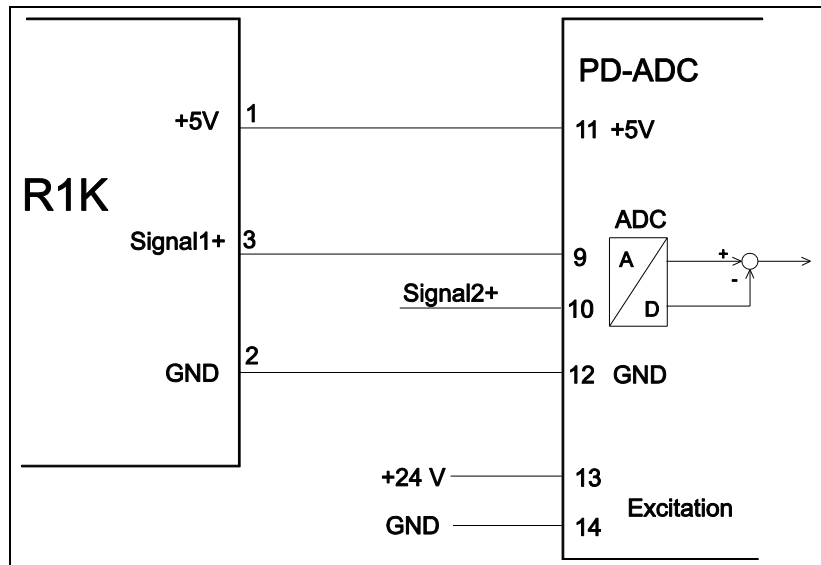 PD-ADC
+5V 1
11 +5V
R1K
ADC
Signal1+ 3
9
A
+
-
Signal2+
10
D
GND 2
12 GND
+24 V
13
Excitation
GND
14